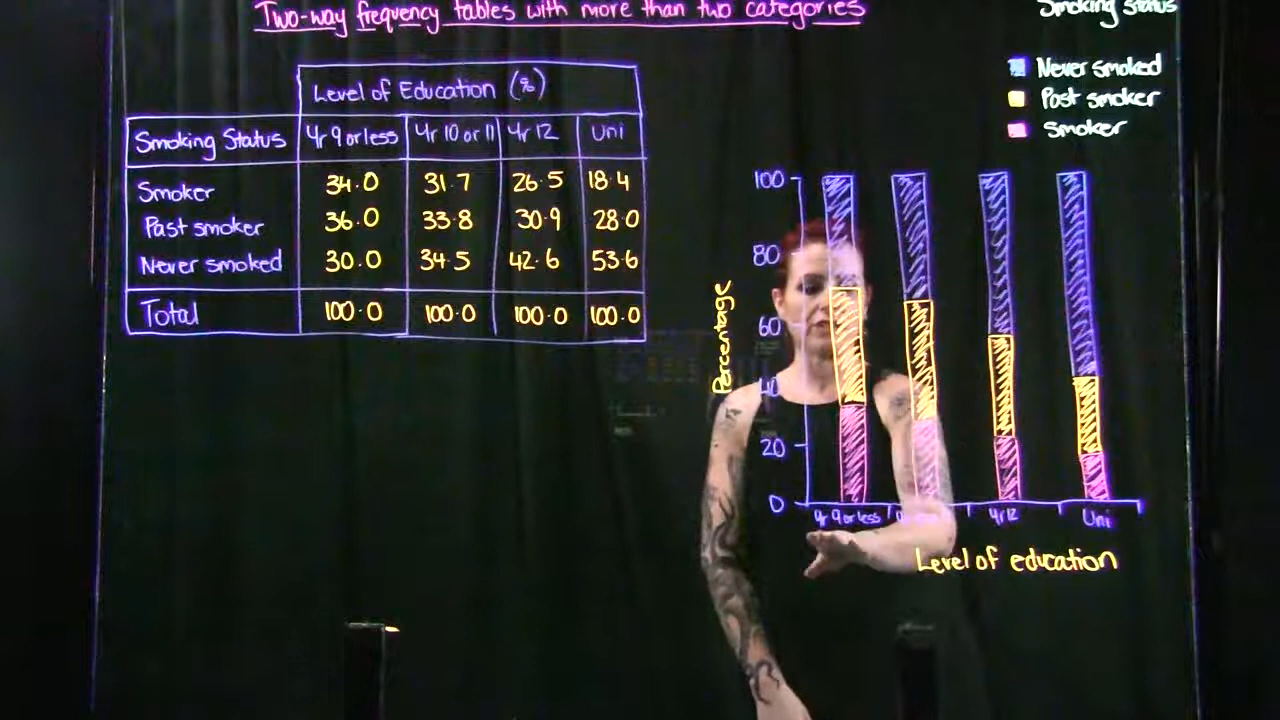 Two-way frequency tables with more than two categories
Level of Education (%)
Smoking Status Yr 9 or less Yr 10 or 11 Yr 12 Uni
Smoker 34.0 31.7 26.5 18.4
Past smoker 36.0 33.8 30.9 28.0
Never smoked 30.0 34.5 42.6 53.6
Total 100.0 100.0 100.0 100.0
Smoking Status
Never smoked
Past smoker
Smoker
Percentage
100
80
60
40
20
0
Yr 9 or less Yr 12 Uni
Level of education